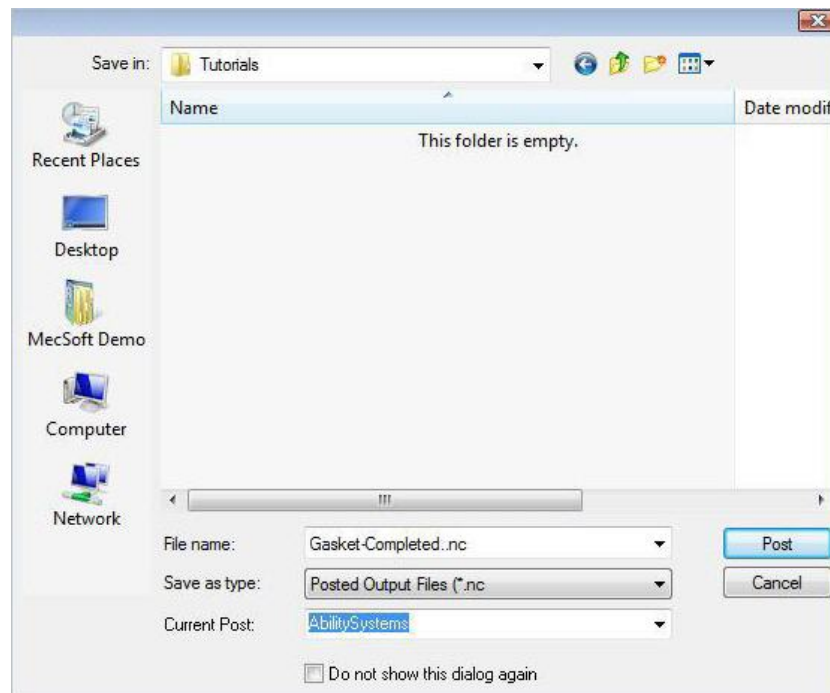 Save in:
Tutorials
Name
Date modif
This folder is empty.
Recent Places
Desktop
MecSoft Demo
Computer
Network
File name:
Gasket-Completed..nc
Post
Save as type:
Posted Output Files (*.nc
Cancel
Current Post:
AbilitySystems
Do not show this dialog again